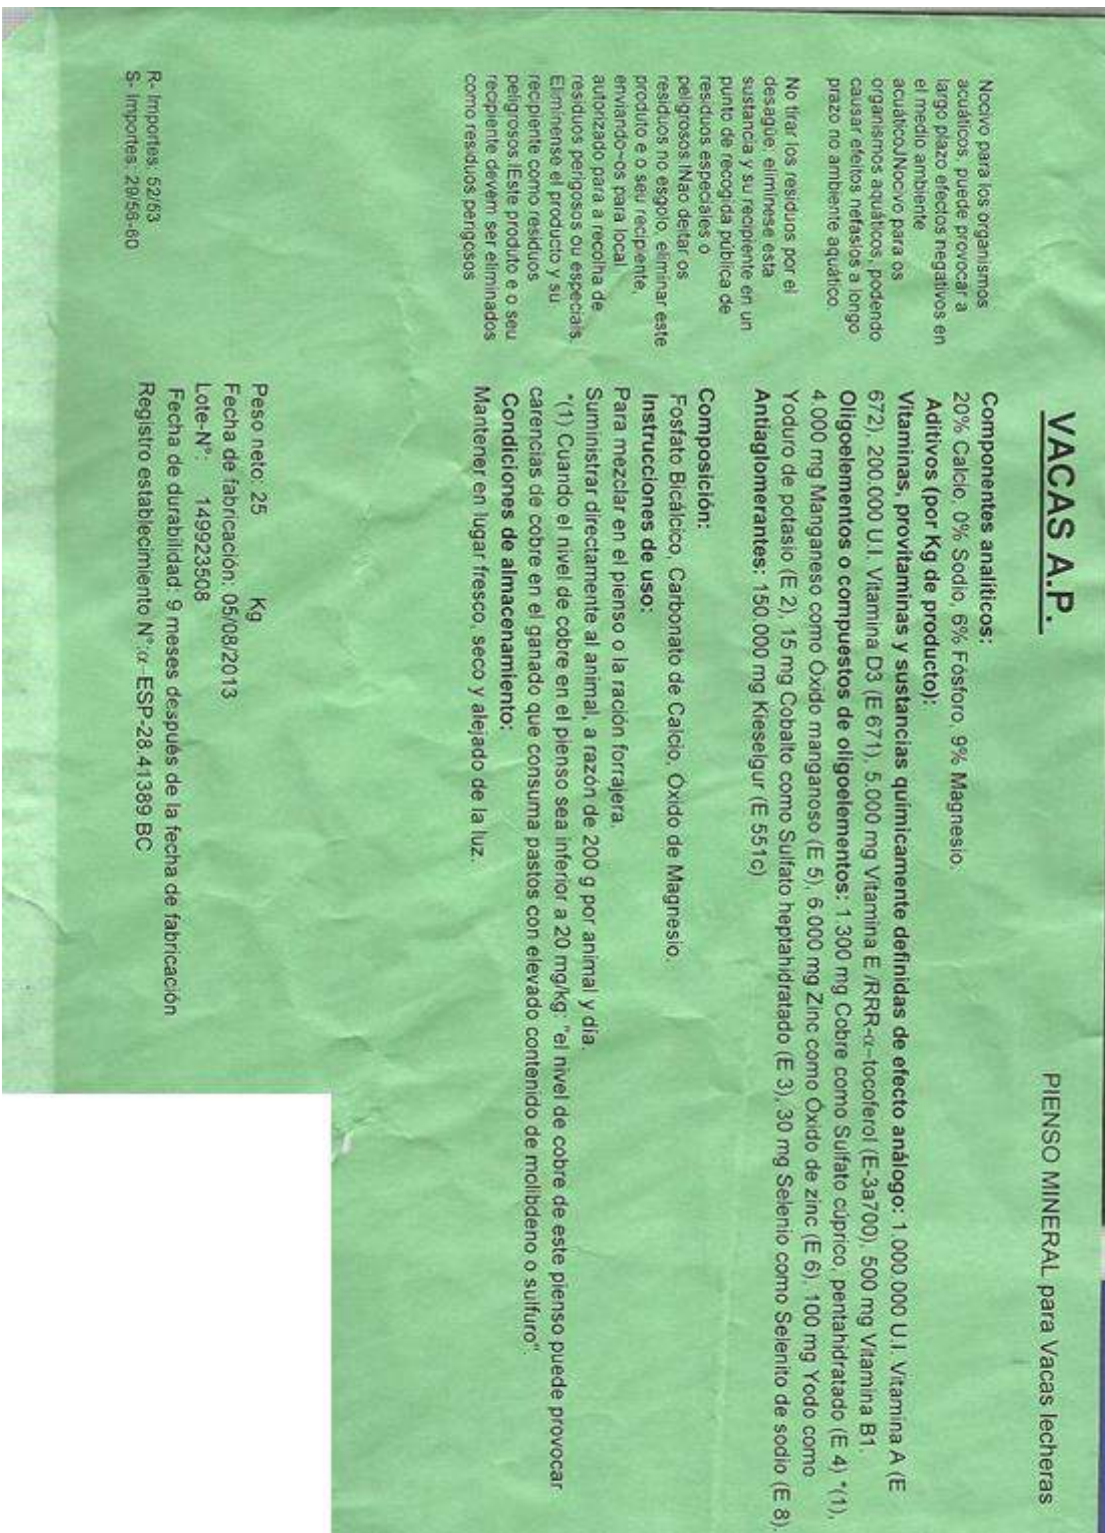 VACAS A.P.
PIENSO MINERAL para Vacas lecheras
Nocivo para los organismos
acuáticos, puede provocar a
largo plazo efectos negativos en
el medio ambiente
acuáticoJNocivo para os
organismos aquáticos, podendo
causar efeitos nefastos a longo
prazo no ambiente aquático.
No tirar los residuos por el
desagüe; elimínese esta
sustancia y su recipiente en un
punto de recogida pública de
residuos especiales o
peligrosos.lNao deitar os
residuos no esgoto, eliminar este
produto e o seu recipiente,
enviando-os para local
autorizado para a recolha de
residuos perigosos ou especiais.
Elimínense el producto y su
recipiente como residuos
peligrosos.lEste produto e o seu
recipiente devem ser eliminados
como residuos perigosos
R- Importes: 52/53
S- Importes: 29/56-60
Componentes analíticos:
20% Calcio, 0% Sodio, 6% Fósforo, 9% Magnesio.
Aditivos (por Kg de producto):
Vitaminas, provitaminas y sustancias químicamente definidas de efecto análogo: 1.000.000 U.I. Vitamina A (E
672), 200.000 U.I. Vitamina D3 (E 671), 5.000 mg Vitamina E /RRR-α-tocoferol (E-3a700), 500 mg Vitamina B1.
Oligoelementos o compuestos de oligoelementos: 1.300 mg Cobre como Sulfato cúprico, pentahidratado (E 4) *(1),
4.000 mg Manganeso como Óxido manganoso (E 5), 6.000 mg Zinc como Óxido de zinc (E 6), 100 mg Yodo como
Yoduro de potasio (E 2), 15 mg Cobalto como Sulfato heptahidratado (E 3), 30 mg Selenio como Selenito de sodio (E 8).
Antiaglomerantes: 150.000 mg Kieselgur (E 551c)
Composición:
Fosfato Bicálcico, Carbonato de Calcio, Óxido de Magnesio.
Instrucciones de uso:
Para mezclar en el pienso o la ración forrajera.
Suministrar directamente al animal, a razón de 200 g por animal y día.
*(1) Cuando el nivel de cobre en el pienso sea inferior a 20 mg/kg: "el nivel de cobre de este pienso puede provocar
carencias de cobre en el ganado que consuma pastos con elevado contenido de molibdeno o sulfuro".
Condiciones de almacenamiento:
Mantener en lugar fresco, seco y alejado de la luz.
Peso neto: 25 Kg
Fecha de fabricación: 05/08/2013
Lote-Nº: 149923508
Fecha de durabilidad: 9 meses después de la fecha de fabricación
Registro establecimiento Nº:α-ESP-28.41389 BC